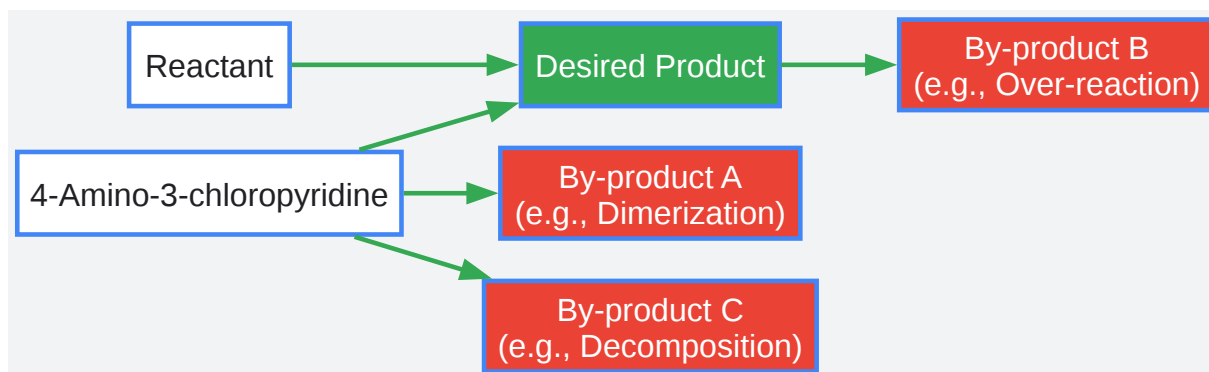 Reactant
Desired Product
By-product B
(e.g., Over-reaction)
4-Amino-3-chloropyridine
By-product A
(e.g., Dimerization)
By-product C
(e.g., Decomposition)